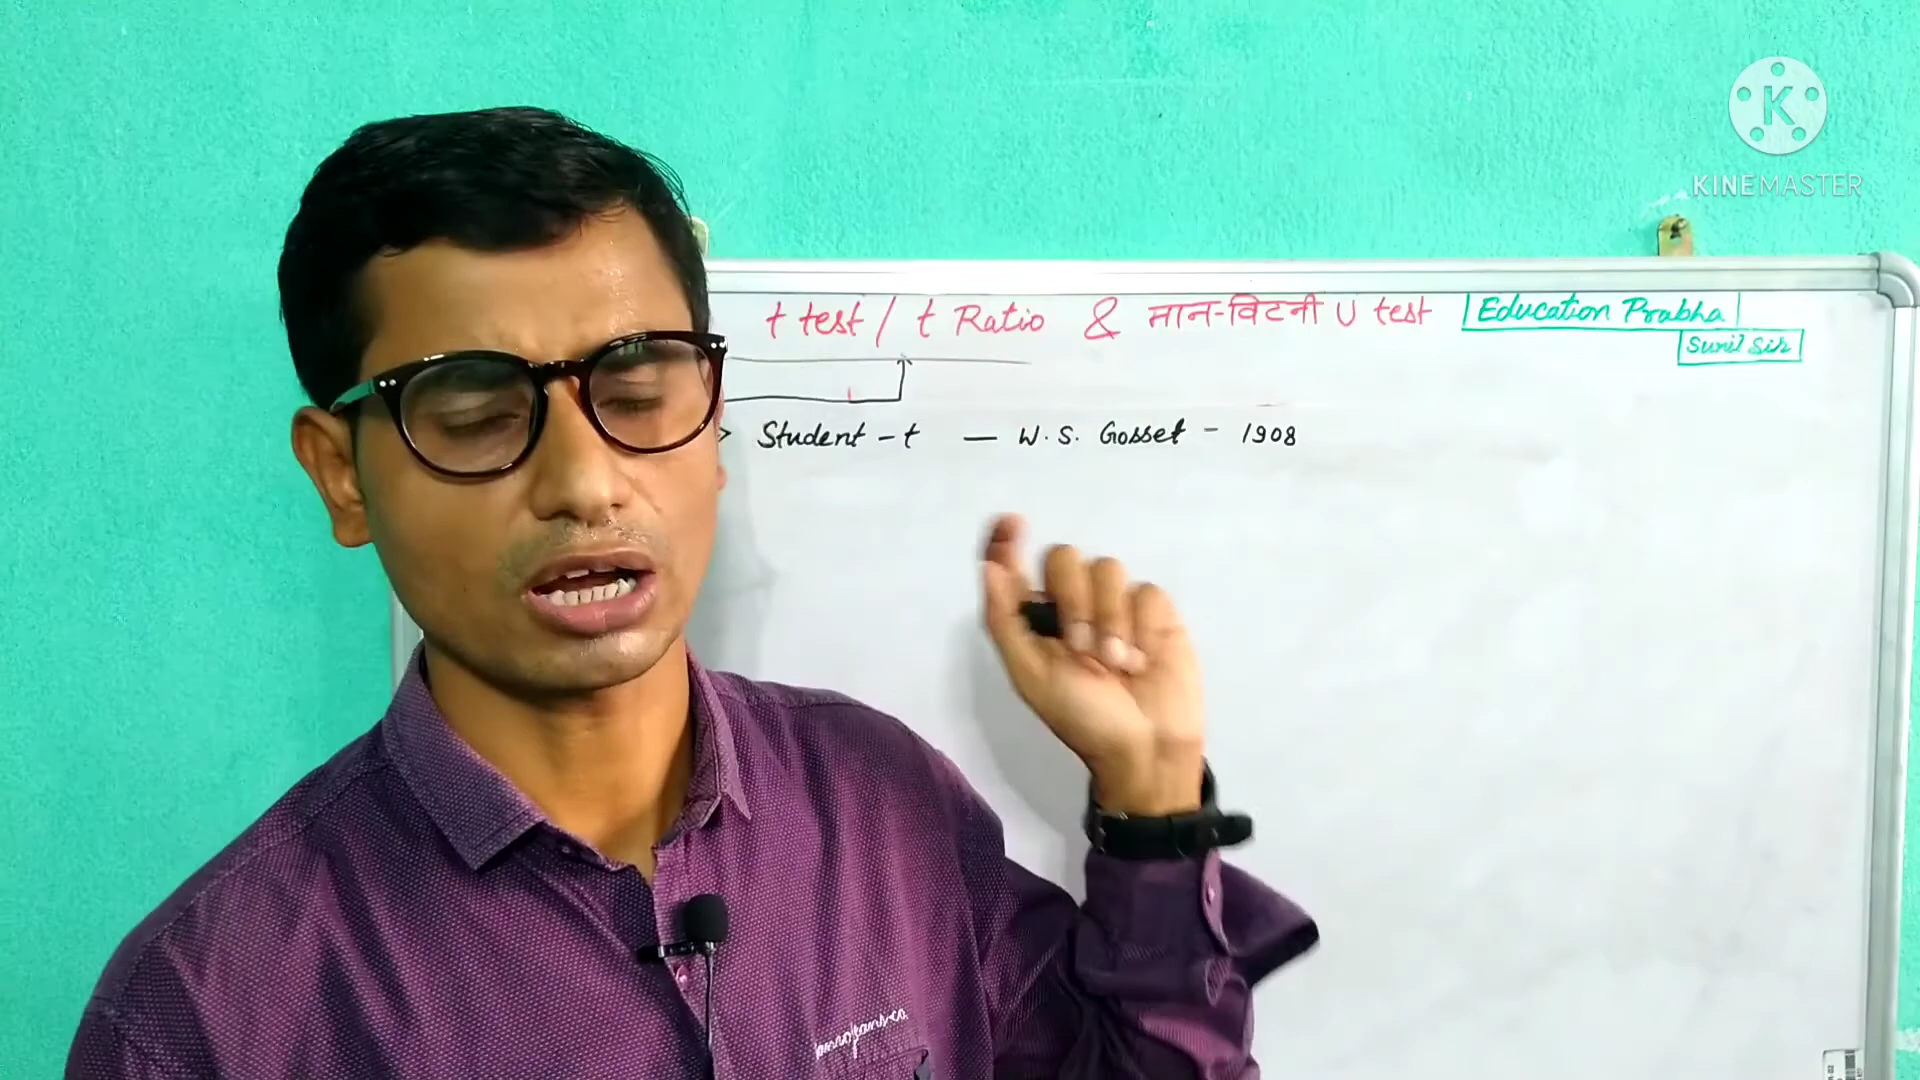 KINEMASTER
t test / t Ratio & मान-विटनी U test
Education Prabha
Sunil Sir
Student - t — W. S. Gosset - 1908